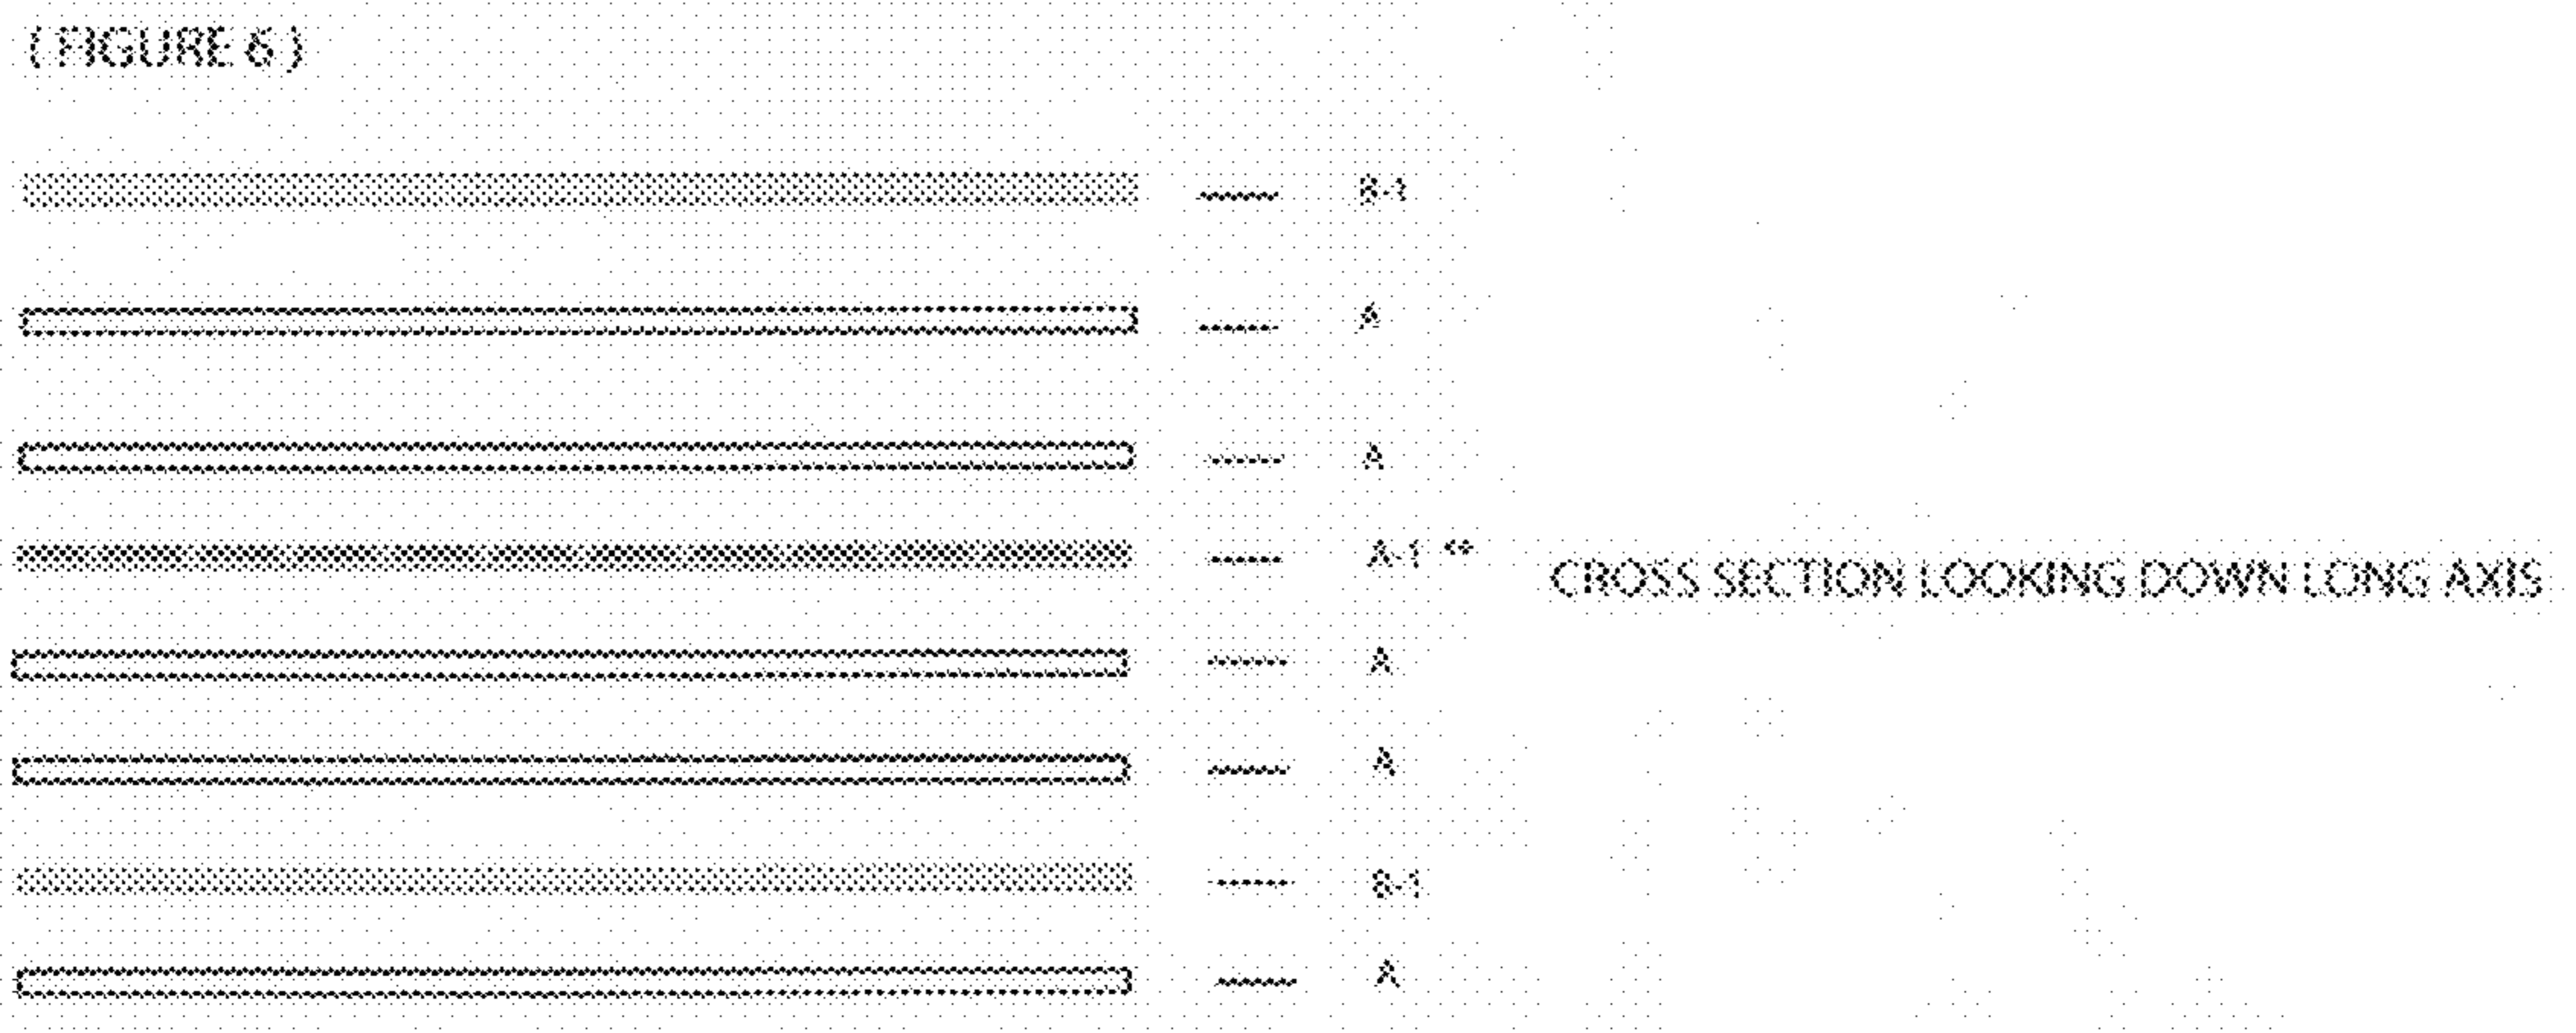 ( FIGURE 6 )
B-1
A
A
A-1 **
CROSS SECTION LOOKING DOWN LONG AXIS
A
A
B-1
A